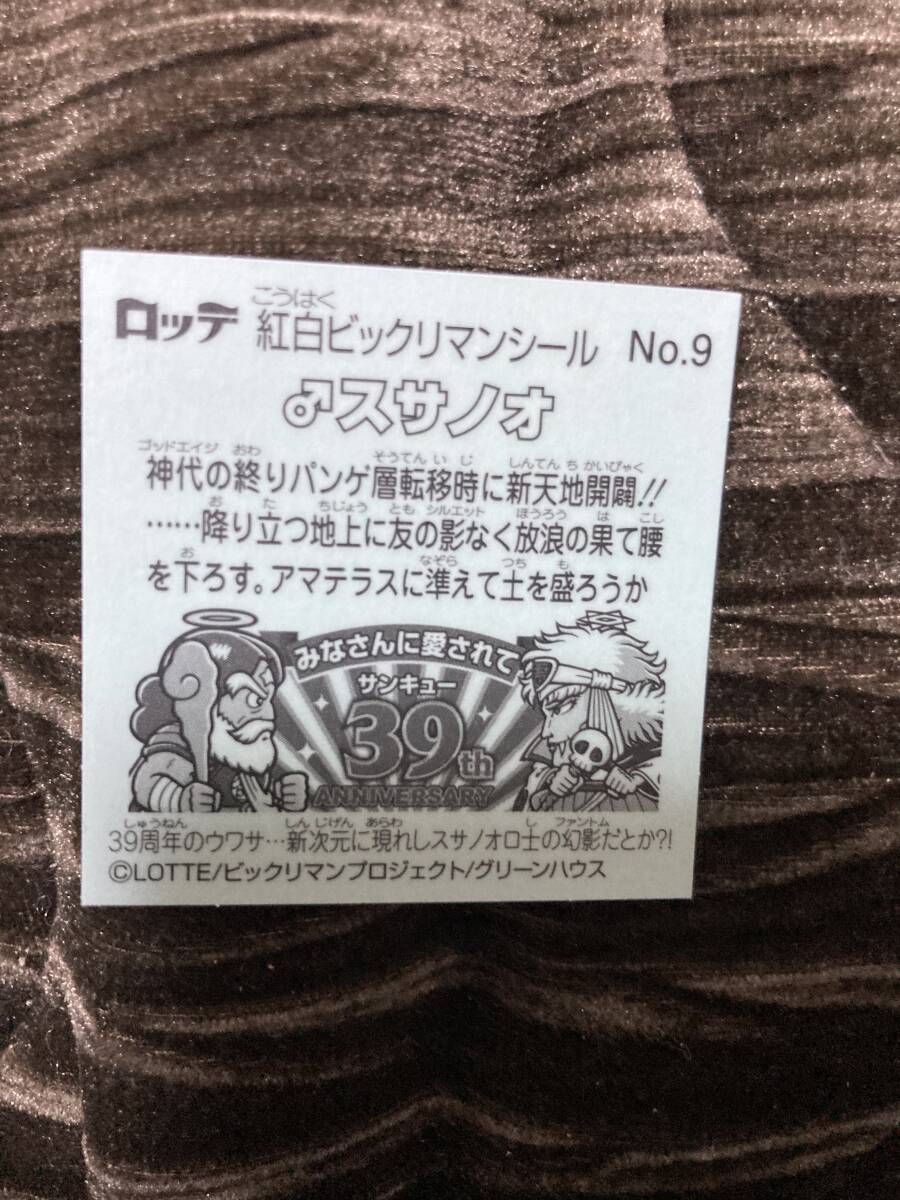 ロッテ 紅白ビックリマンシール No.9
こうはく
♂スサノオ
ゴッドエイジ おわ そうてんいじ しんてんちかいびゃく
神代の終りパンゲ層転移時に新天地開闢!!
お た ちじょう とも シルエット ほうろう は こし
……降り立つ地上に友の影なく放浪の果て腰
お なぞら つち も
を下ろす。アマテラスに準えて土を盛ろうか
みなさんに愛されて
サンキュー
39th
ANNIVERSARY
しゅうねん しんじげん あらわ し ファントム
39周年のウワサ…新次元に現れしスサノオロ士の幻影だとか?!
©LOTTE/ビックリマンプロジェクト/グリーンハウス